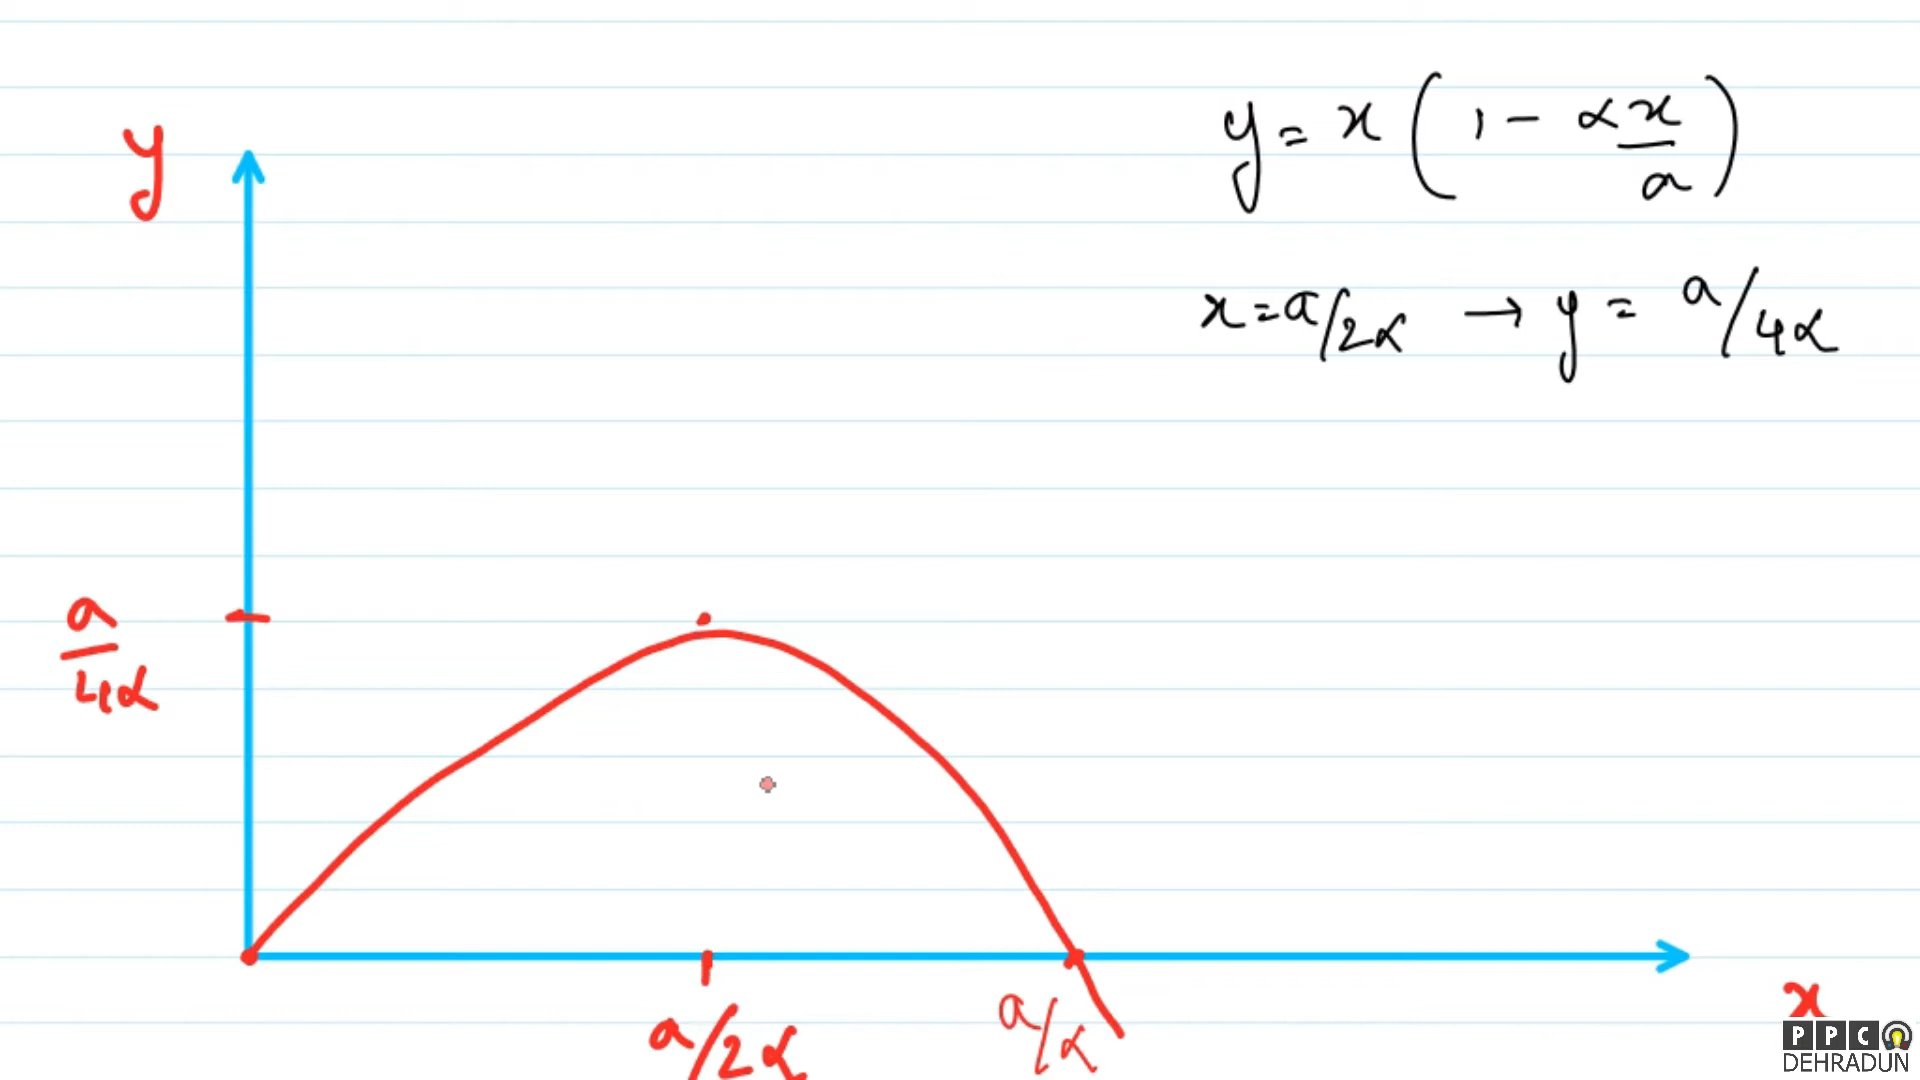 y = x ( 1 - αx/a )
y
x = a/2α → y = a/4α
a/4α
a/2α
a/α
x
PPC
DEHRADUN